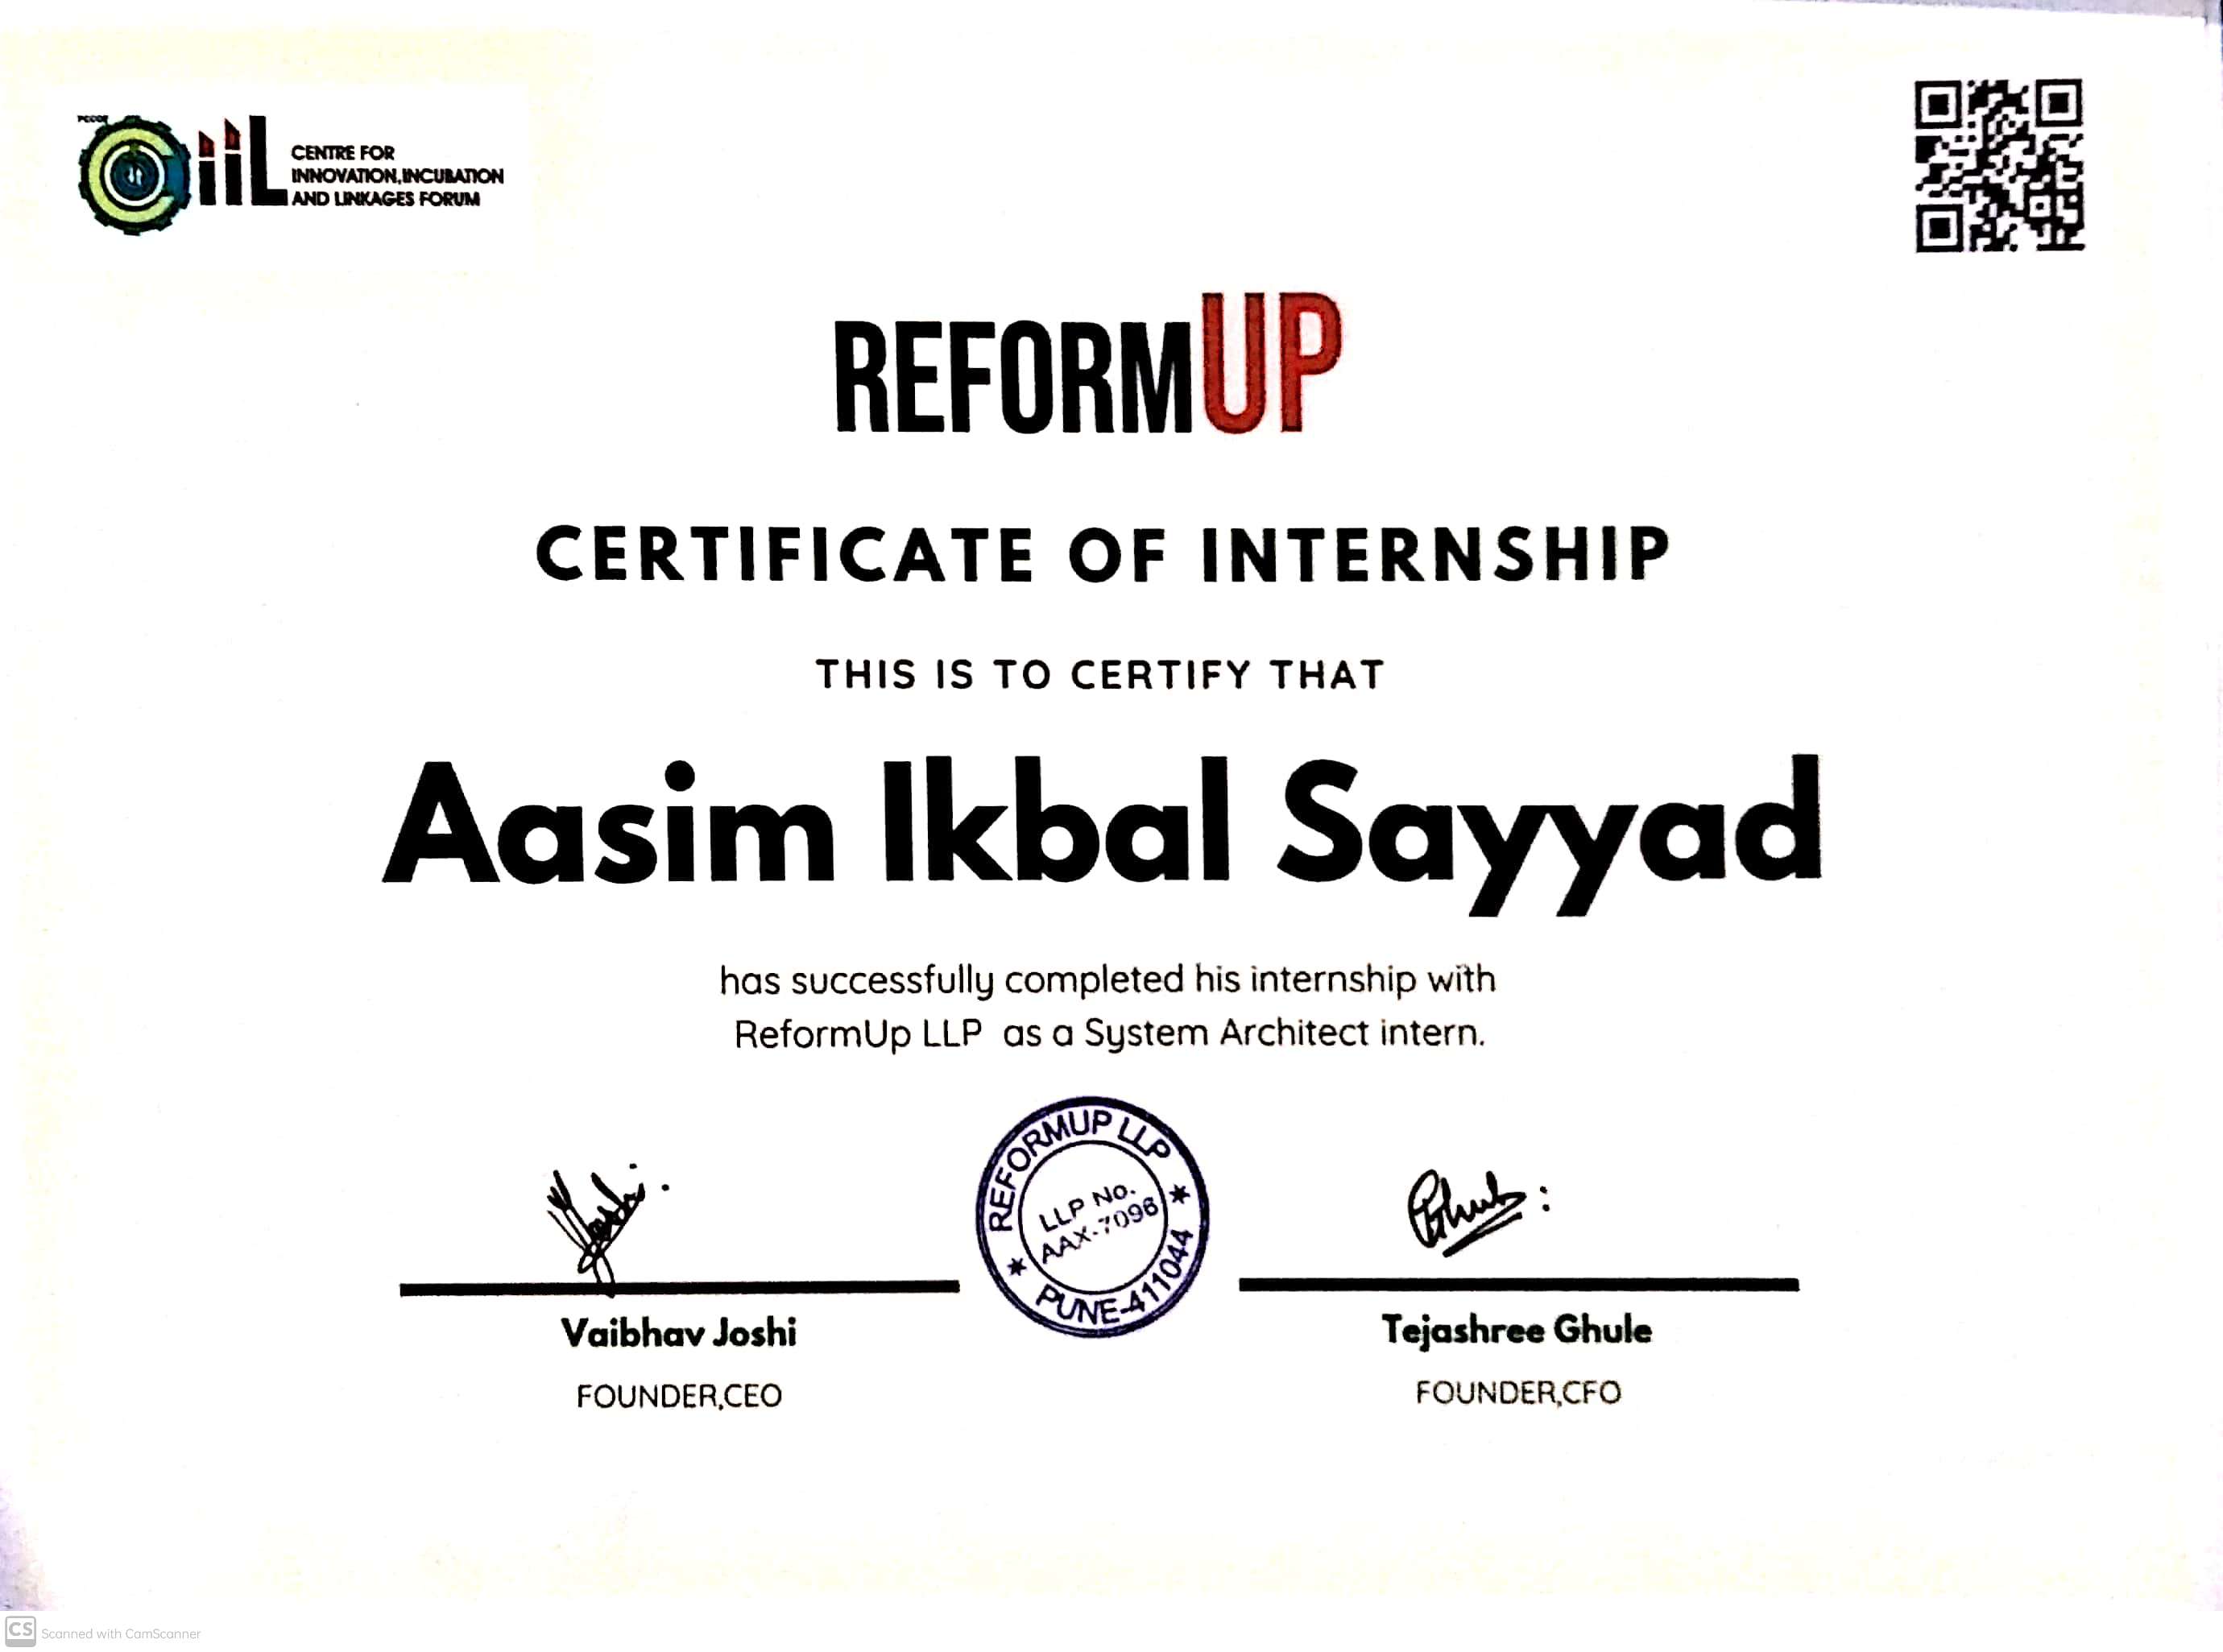 PCCOE
CiiL
CENTRE FOR
INNOVATION,INCUBATION
AND LINKAGES FORUM
REFORMUP
CERTIFICATE OF INTERNSHIP
THIS IS TO CERTIFY THAT
Aasim Ikbal Sayyad
has successfully completed his internship with
ReformUp LLP as a System Architect intern.
REFORMUP LLP
LLP No.
AAX-7096
PUNE-411044
Vaibhav Joshi
FOUNDER,CEO
Tejashree Ghule
FOUNDER,CFO
CS Scanned with CamScanner